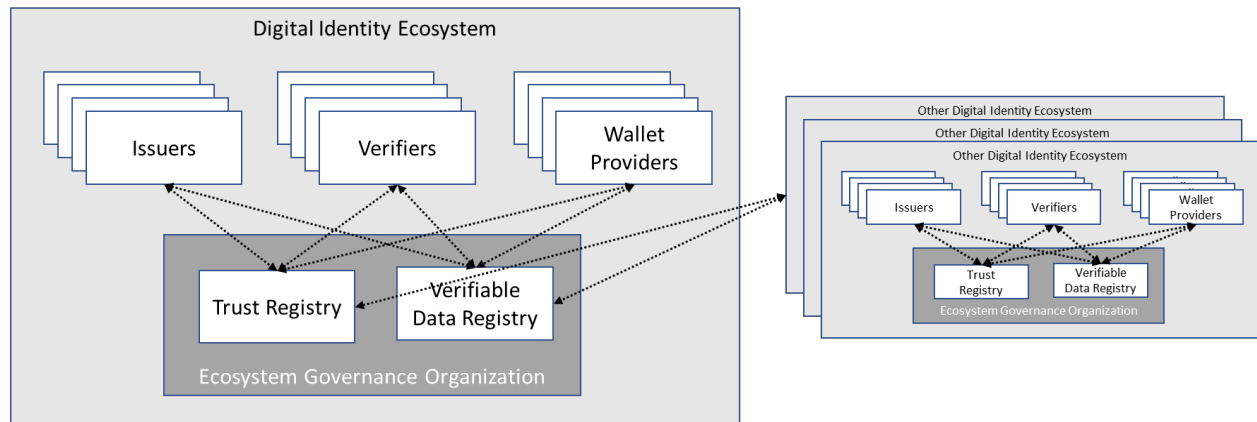 Digital Identity Ecosystem
Issuers
Verifiers
Wallet
Providers
Trust Registry
Verifiable
Data Registry
Ecosystem Governance Organization
Other Digital Identity Ecosystem
Other Digital Identity Ecosystem
Other Digital Identity Ecosystem
Issuers
Verifiers
Wallet
Providers
Trust
Registry
Verifiable
Data Registry
Ecosystem Governance Organization